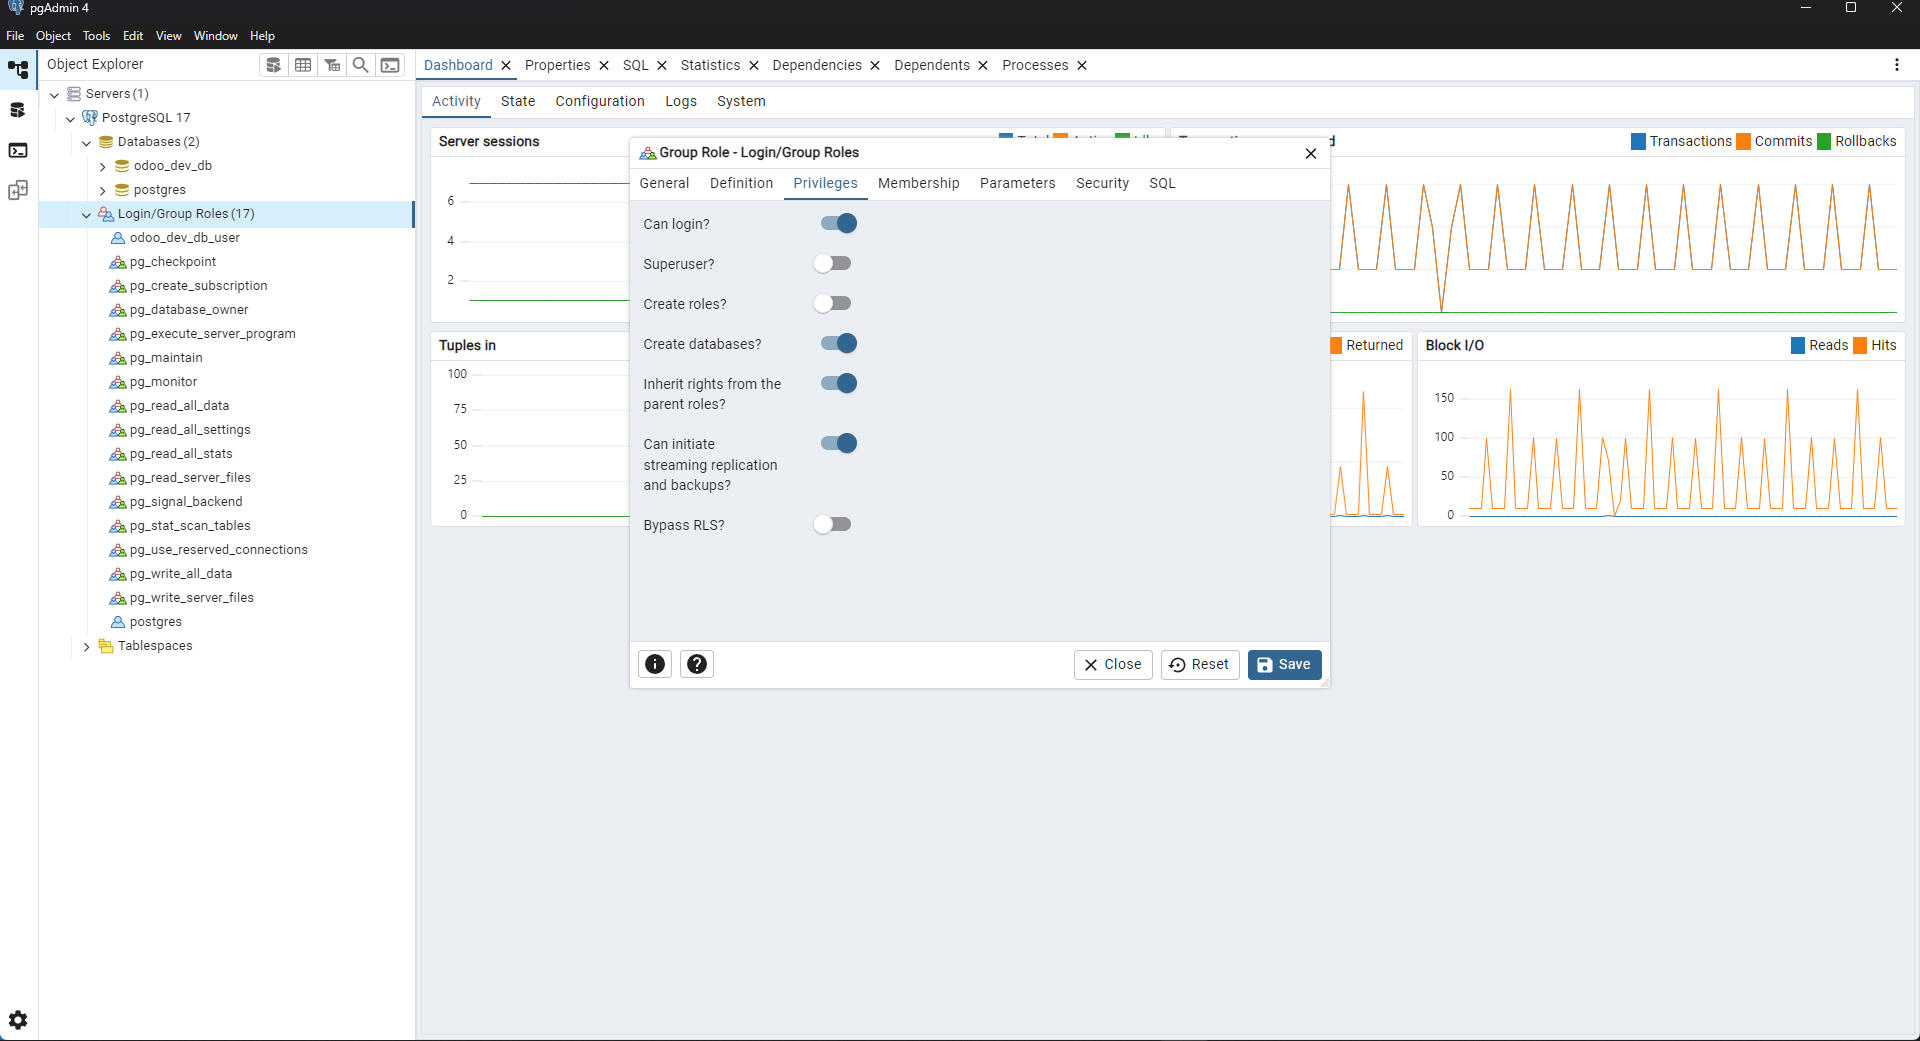 pgAdmin 4
File Object Tools Edit View Window Help
Object Explorer
Dashboard Properties SQL Statistics Dependencies Dependents Processes
Servers (1)
PostgreSQL 17
Databases (2)
odoo_dev_db
postgres
Login/Group Roles (17)
odoo_dev_db_user
pg_checkpoint
pg_create_subscription
pg_database_owner
pg_execute_server_program
pg_maintain
pg_monitor
pg_read_all_data
pg_read_all_settings
pg_read_all_stats
pg_read_server_files
pg_signal_backend
pg_stat_scan_tables
pg_use_reserved_connections
pg_write_all_data
pg_write_server_files
postgres
Tablespaces
Activity State Configuration Logs System
Server sessions
6
4
2
Transactions Commits Rollbacks
Tuples in
100
75
50
25
0
Returned
Block I/O
Reads Hits
150
100
50
0
Group Role - Login/Group Roles
General Definition Privileges Membership Parameters Security SQL
Can login?
Superuser?
Create roles?
Create databases?
Inherit rights from the
parent roles?
Can initiate
streaming replication
and backups?
Bypass RLS?
Close Reset Save